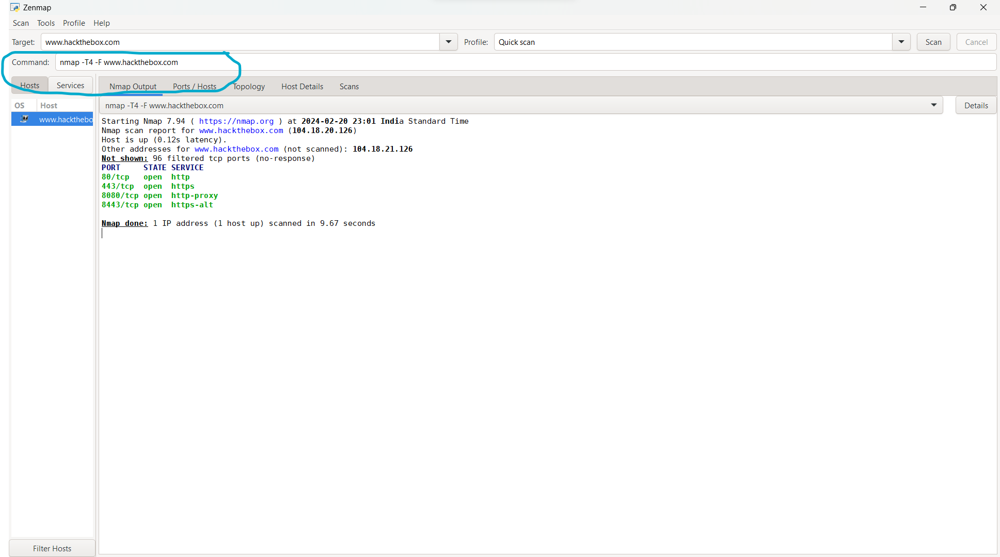 Zenmap
Scan Tools Profile Help
Target: www.hackthebox.com Profile: Quick scan Scan Cancel
Command: nmap -T4 -F www.hackthebox.com
Hosts Services Nmap Output Ports / Hosts Topology Host Details Scans
OS Host nmap -T4 -F www.hackthebox.com Details
www.hackthebo
Starting Nmap 7.94 ( https://nmap.org ) at 2024-02-20 23:01 India Standard Time
Nmap scan report for www.hackthebox.com (104.18.20.126)
Host is up (0.12s latency).
Other addresses for www.hackthebox.com (not scanned): 104.18.21.126
Not shown: 96 filtered tcp ports (no-response)
PORT STATE SERVICE
80/tcp open http
443/tcp open https
8080/tcp open http-proxy
8443/tcp open https-alt
Nmap done: 1 IP address (1 host up) scanned in 9.67 seconds
Filter Hosts